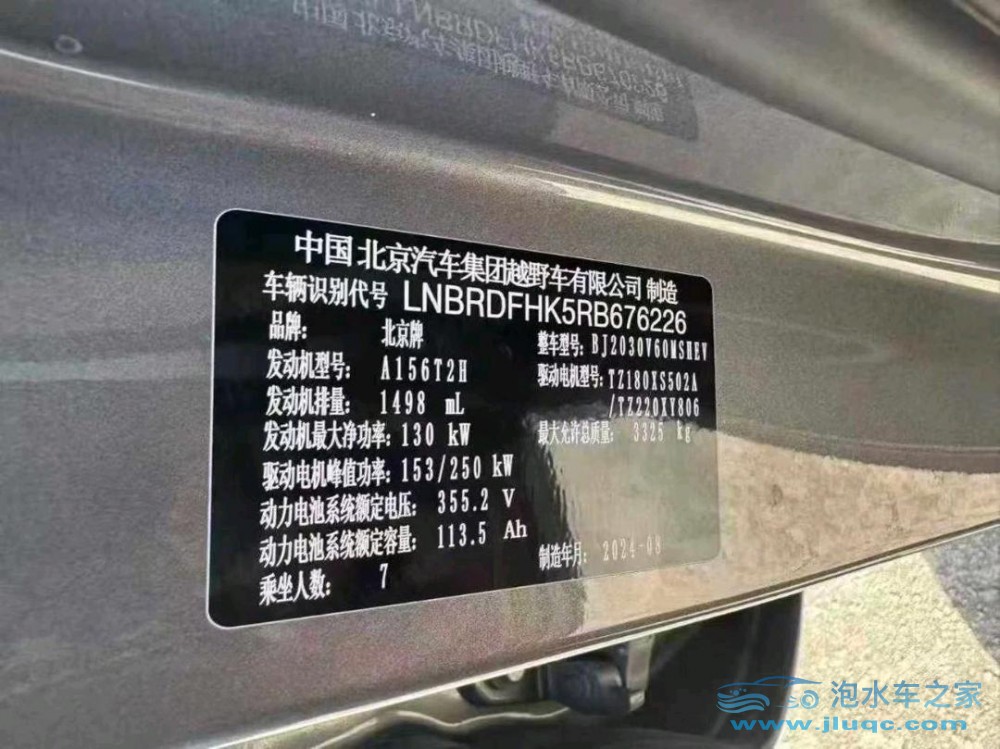 中国 北京汽车集团越野车有限公司 制造
车辆识别代号 LNBRDFHK5RB676226
品牌： 北京牌 整车型号：BJ2030V60MSHEV
发动机型号： A156T2H 驱动电机型号：TZ180XS502A
/TZ220XY806
发动机排量： 1498 mL
发动机最大净功率：130 kW 最大允许总质量： 3325 kg
驱动电机峰值功率：153/250 kW
动力电池系统额定电压： 355.2 V
动力电池系统额定容量： 113.5 Ah
制造年月： 2024-08
乘坐人数： 7
泡水车之家
www.jluqc.com